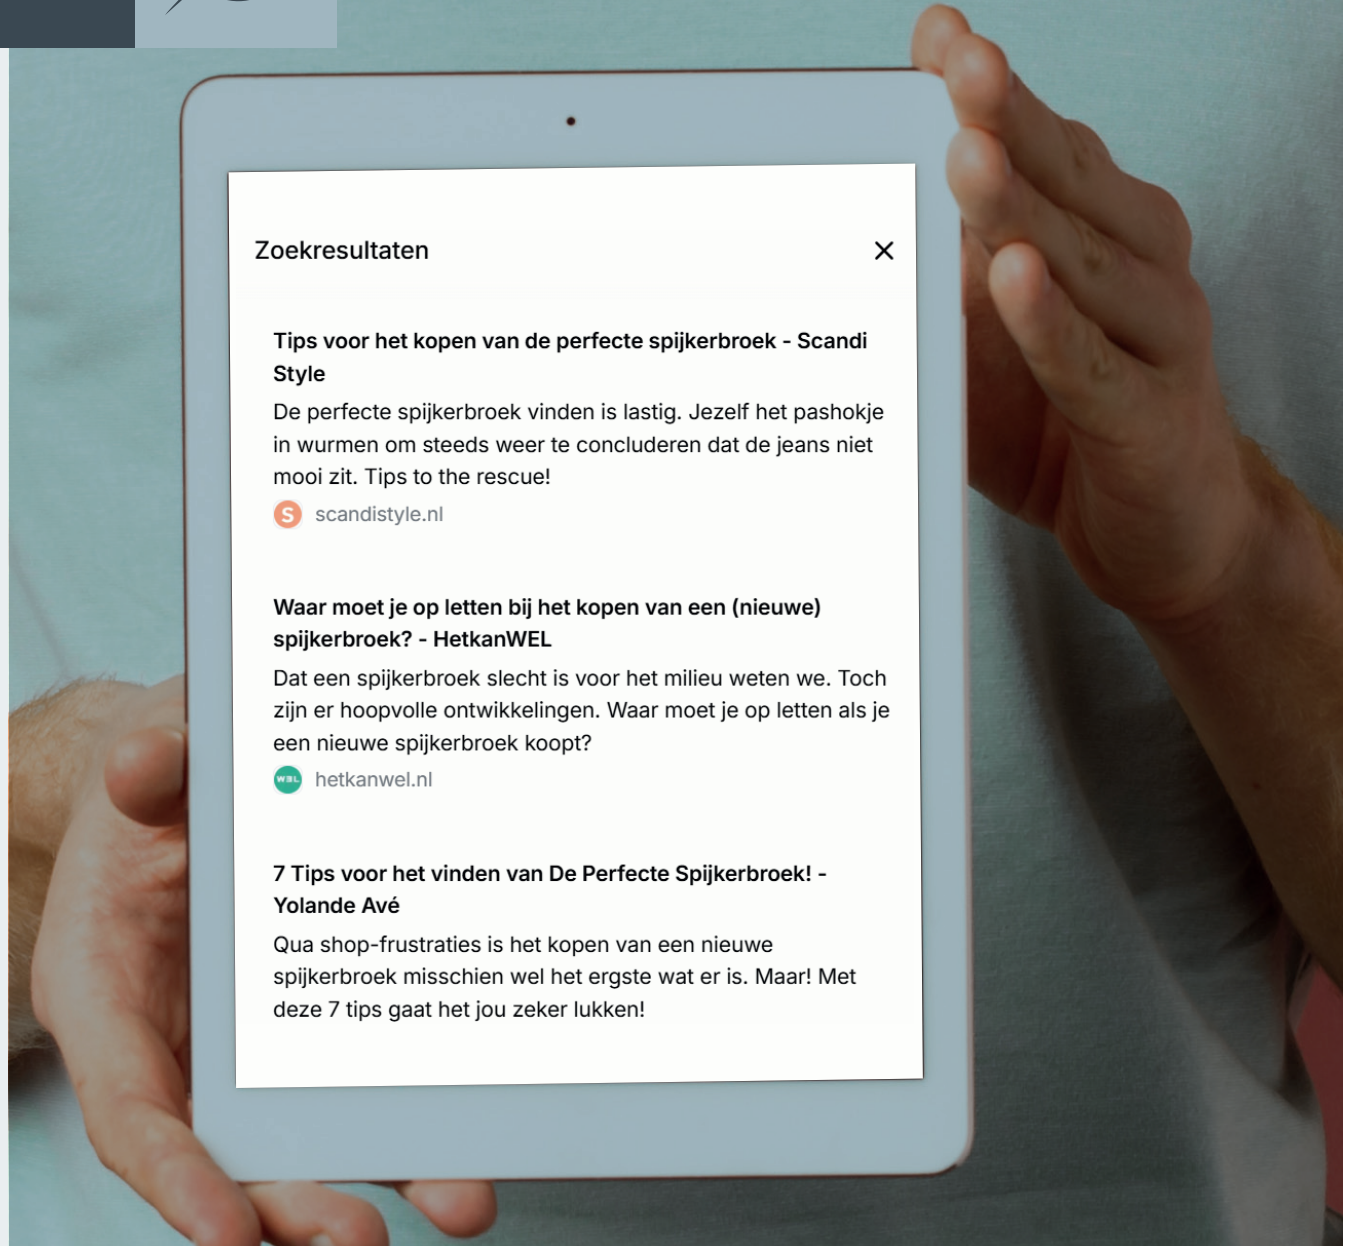 Zoekresultaten
Tips voor het kopen van de perfecte spijkerbroek - Scandi
Style
De perfecte spijkerbroek vinden is lastig. Jezelf het pashokje
in wurmen om steeds weer te concluderen dat de jeans niet
mooi zit. Tips to the rescue!
S scandistyle.nl
Waar moet je op letten bij het kopen van een (nieuwe)
spijkerbroek? - HetkanWEL
Dat een spijkerbroek slecht is voor het milieu weten we. Toch
zijn er hoopvolle ontwikkelingen. Waar moet je op letten als je
een nieuwe spijkerbroek koopt?
WEL hetkanwel.nl
7 Tips voor het vinden van De Perfecte Spijkerbroek! -
Yolande Avé
Qua shop-frustraties is het kopen van een nieuwe
spijkerbroek misschien wel het ergste wat er is. Maar! Met
deze 7 tips gaat het jou zeker lukken!